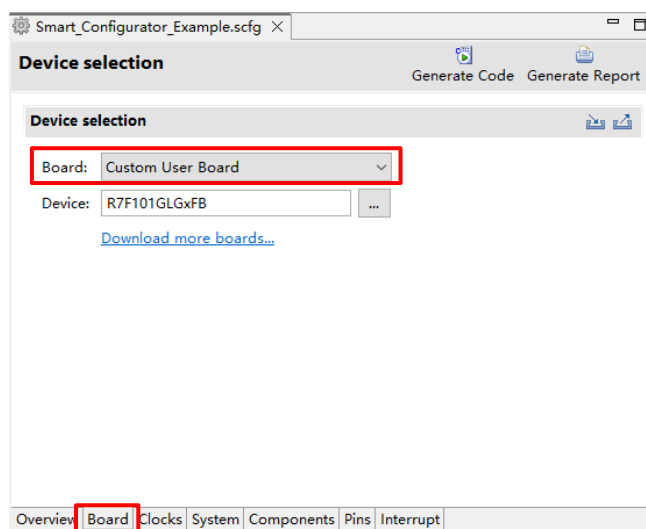 Smart_Configurator_Example.scfg
Device selection
Generate Code Generate Report
Device selection
Board: Custom User Board
Device: R7F101GLGxFB ...
Download more boards...
Overview Board Clocks System Components Pins Interrupt